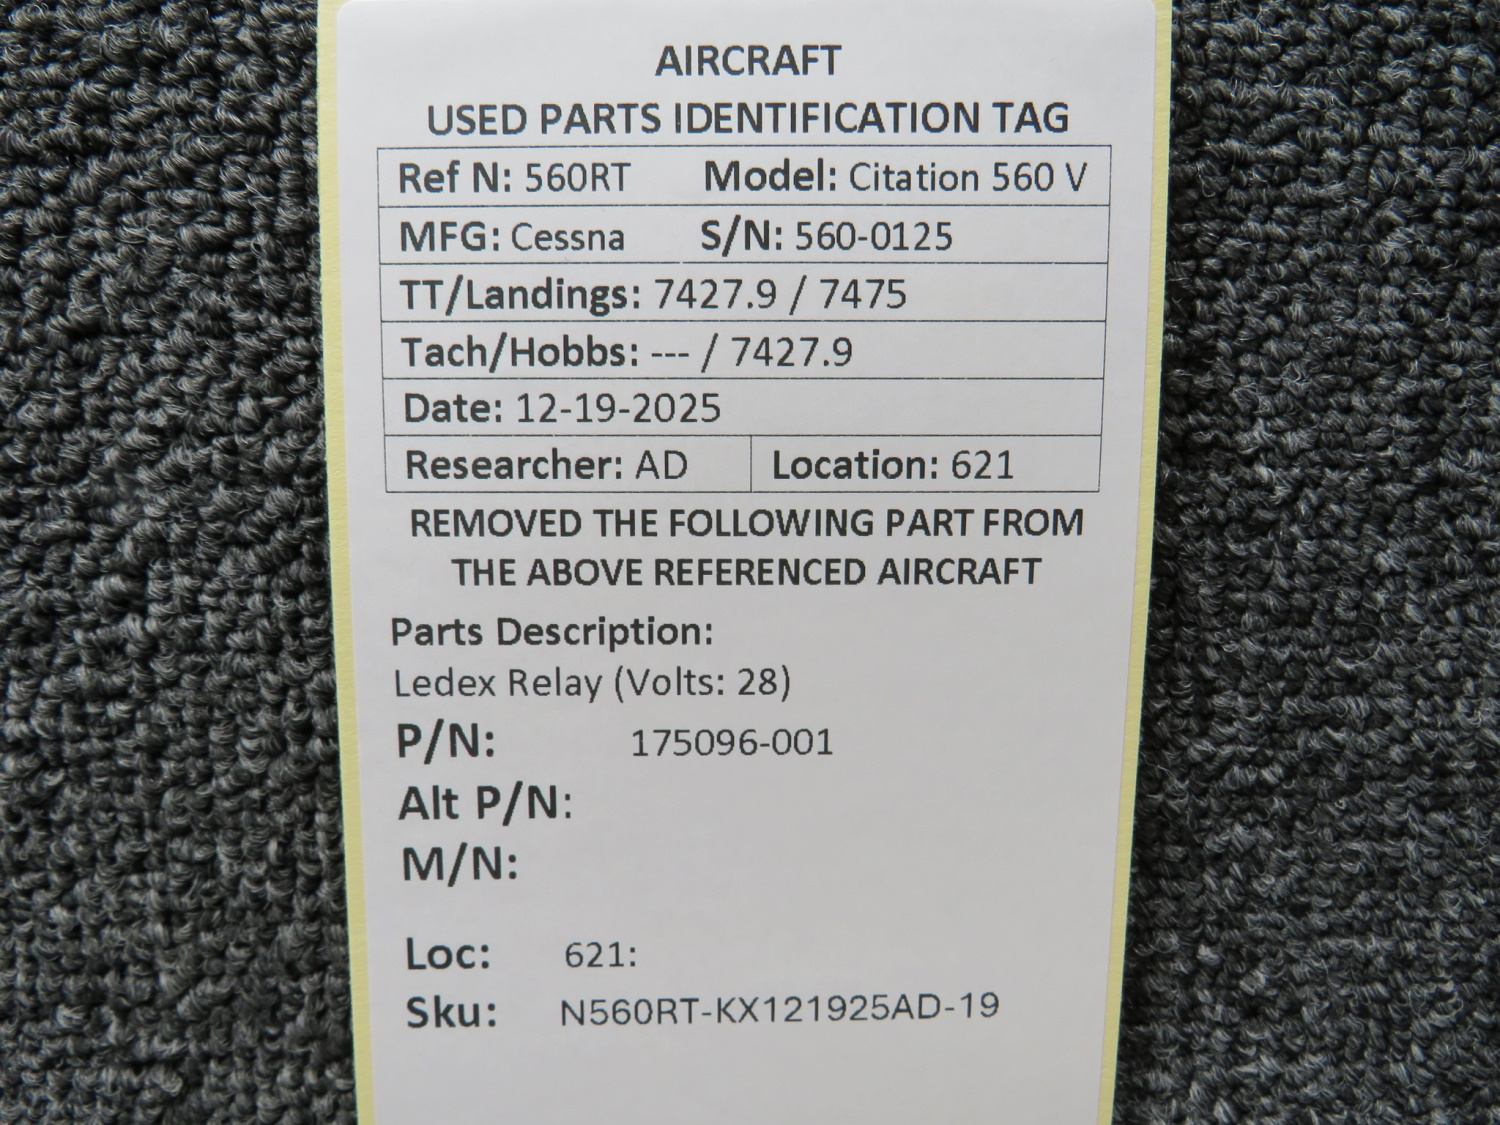 AIRCRAFT
USED PARTS IDENTIFICATION TAG
Ref N: 560RT Model: Citation 560 V
MFG: Cessna S/N: 560-0125
TT/Landings: 7427.9 / 7475
Tach/Hobbs: --- / 7427.9
Date: 12-19-2025
Researcher: AD Location: 621
REMOVED THE FOLLOWING PART FROM
THE ABOVE REFERENCED AIRCRAFT
Parts Description:
Ledex Relay (Volts: 28)
P/N: 175096-001
Alt P/N:
M/N:
Loc: 621:
Sku: N560RT-KX121925AD-19